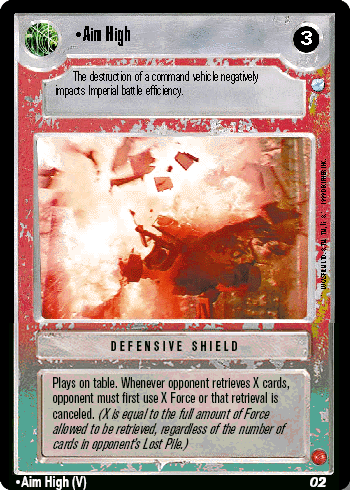 •Aim High
3
The destruction of a command vehicle negatively
impacts Imperial battle efficiency.
DEFENSIVE SHIELD
Plays on table. Whenever opponent retrieves X cards,
opponent must first use X Force or that retrieval is
canceled. (X is equal to the full amount of Force
allowed to be retrieved, regardless of the number of
cards in opponent's Lost Pile.)
•Aim High (V)
02